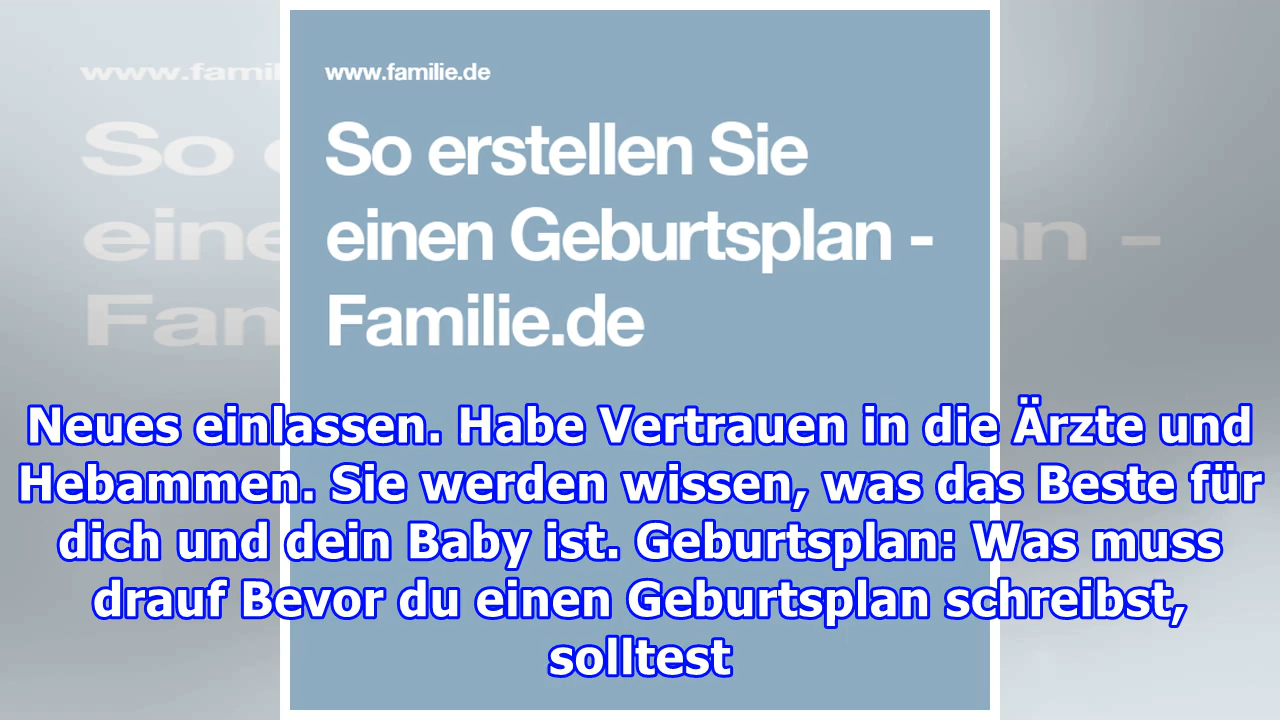 www.familie.de
So erstellen Sie
einen Geburtsplan -
Familie.de
Neues einlassen. Habe Vertrauen in die Ärzte und
Hebammen. Sie werden wissen, was das Beste für
dich und dein Baby ist. Geburtsplan: Was muss
drauf Bevor du einen Geburtsplan schreibst,
solltest